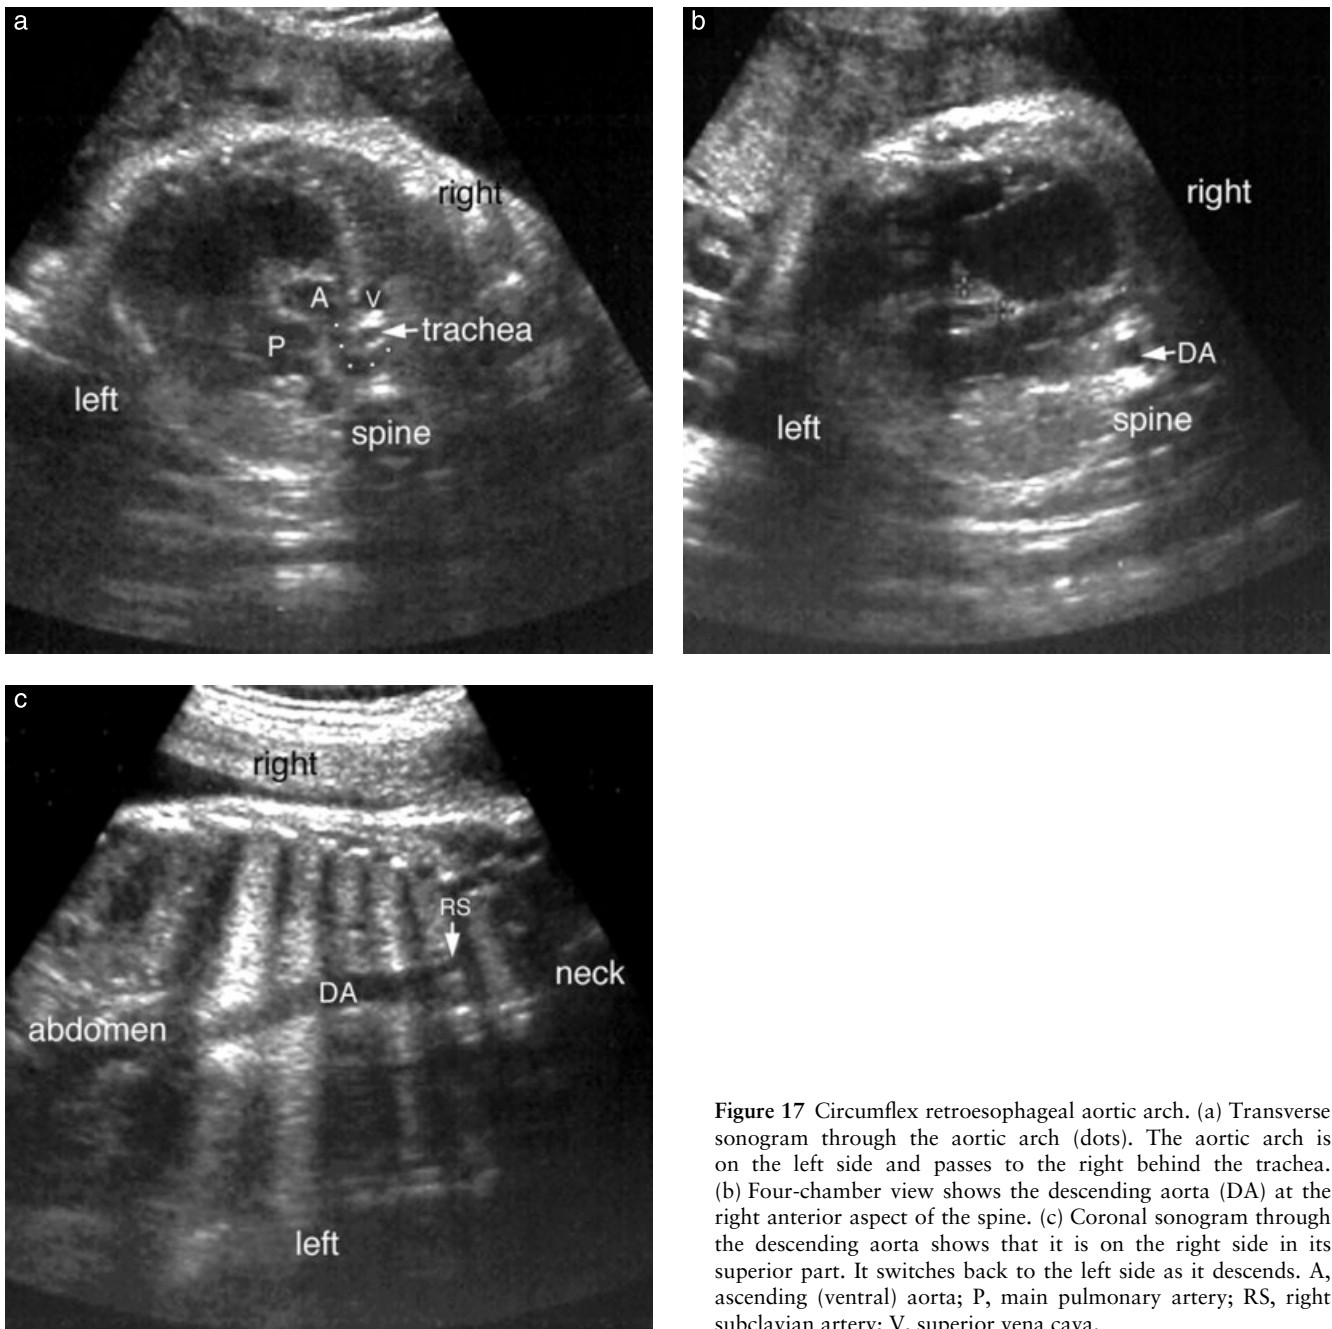 a
right
A
V
trachea
P
left
spine
b
right
DA
left
spine
c
right
RS
neck
DA
abdomen
left
Figure 17 Circumflex retroesophageal aortic arch. (a) Transverse
sonogram through the aortic arch (dots). The aortic arch is
on the left side and passes to the right behind the trachea.
(b) Four-chamber view shows the descending aorta (DA) at the
right anterior aspect of the spine. (c) Coronal sonogram through
the descending aorta shows that it is on the right side in its
superior part. It switches back to the left side as it descends. A,
ascending (ventral) aorta; P, main pulmonary artery; RS, right
subclavian artery; V, superior vena cava.